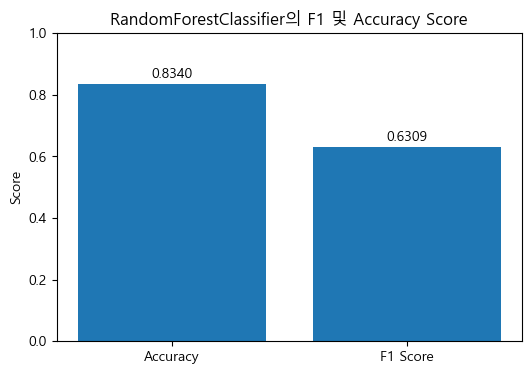 RandomForestClassifier의 F1 및 Accuracy Score
1.0
0.8
0.6
0.4
0.2
0.0
Score
0.8340
0.6309
Accuracy
F1 Score